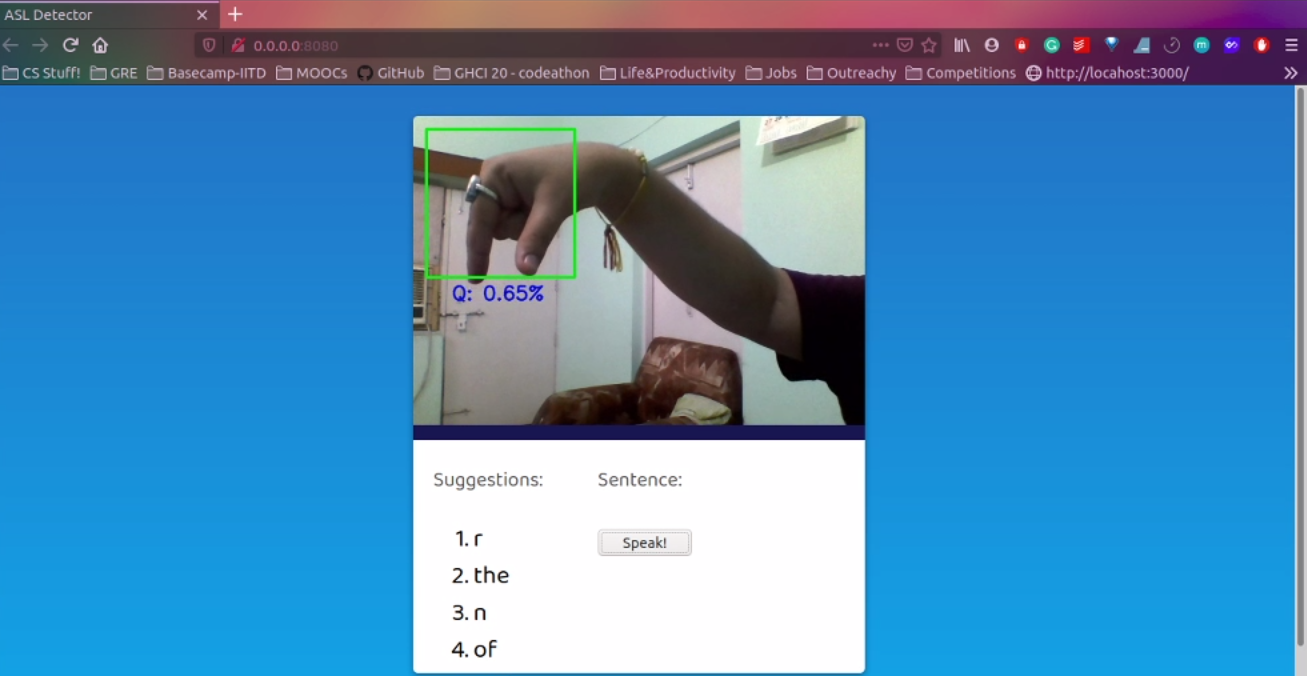 ASL Detector
0.0.0.0:8080
CS Stuff! GRE Basecamp-IITD MOOCs GitHub GHCI 20 - codeathon Life&Productivity Jobs Outreachy Competitions http://locahost:3000/
Q: 0.65%
Suggestions: Sentence:
1. r
Speak!
2. the
3. n
4. of